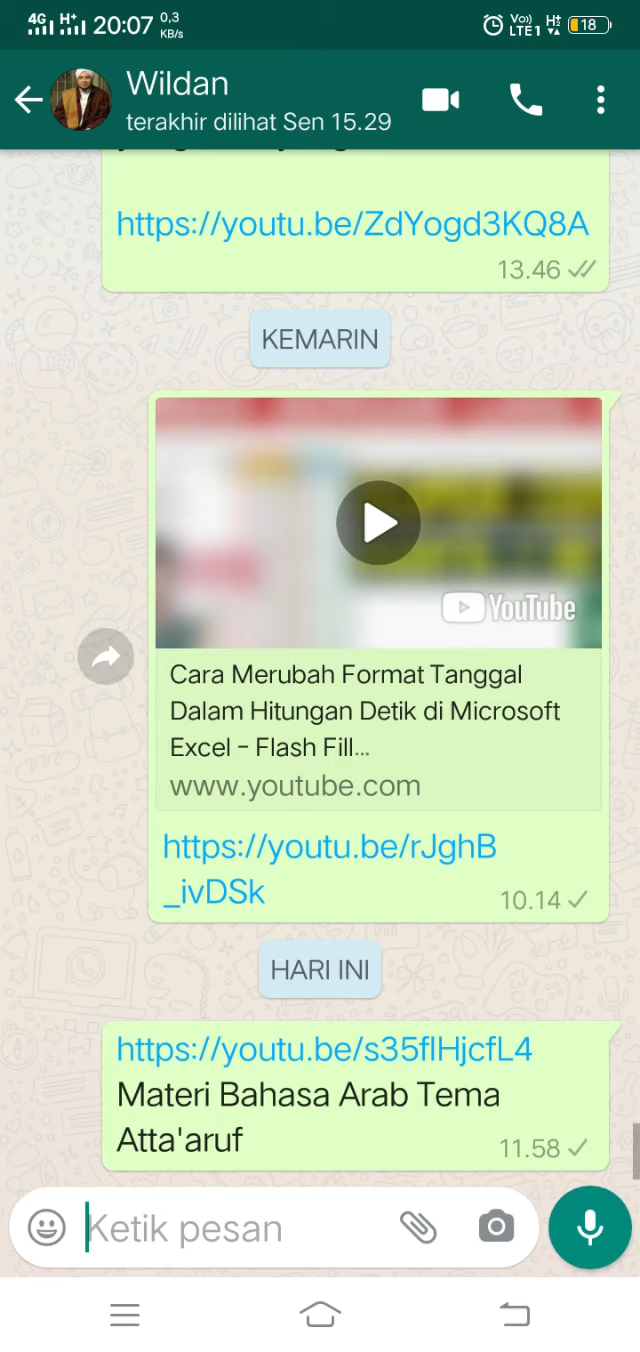 4G H+ 20:07 0,3 KB/s Vo)) LTE1 H+ 2 18
Wildan
terakhir dilihat Sen 15.29
https://youtu.be/ZdYogd3KQ8A
13.46
KEMARIN
YouTube
Cara Merubah Format Tanggal
Dalam Hitungan Detik di Microsoft
Excel - Flash Fill...
www.youtube.com
https://youtu.be/rJghB
_ivDSk
10.14
HARI INI
https://youtu.be/s35flHjcfL4
Materi Bahasa Arab Tema
Atta'aruf
11.58
Ketik pesan